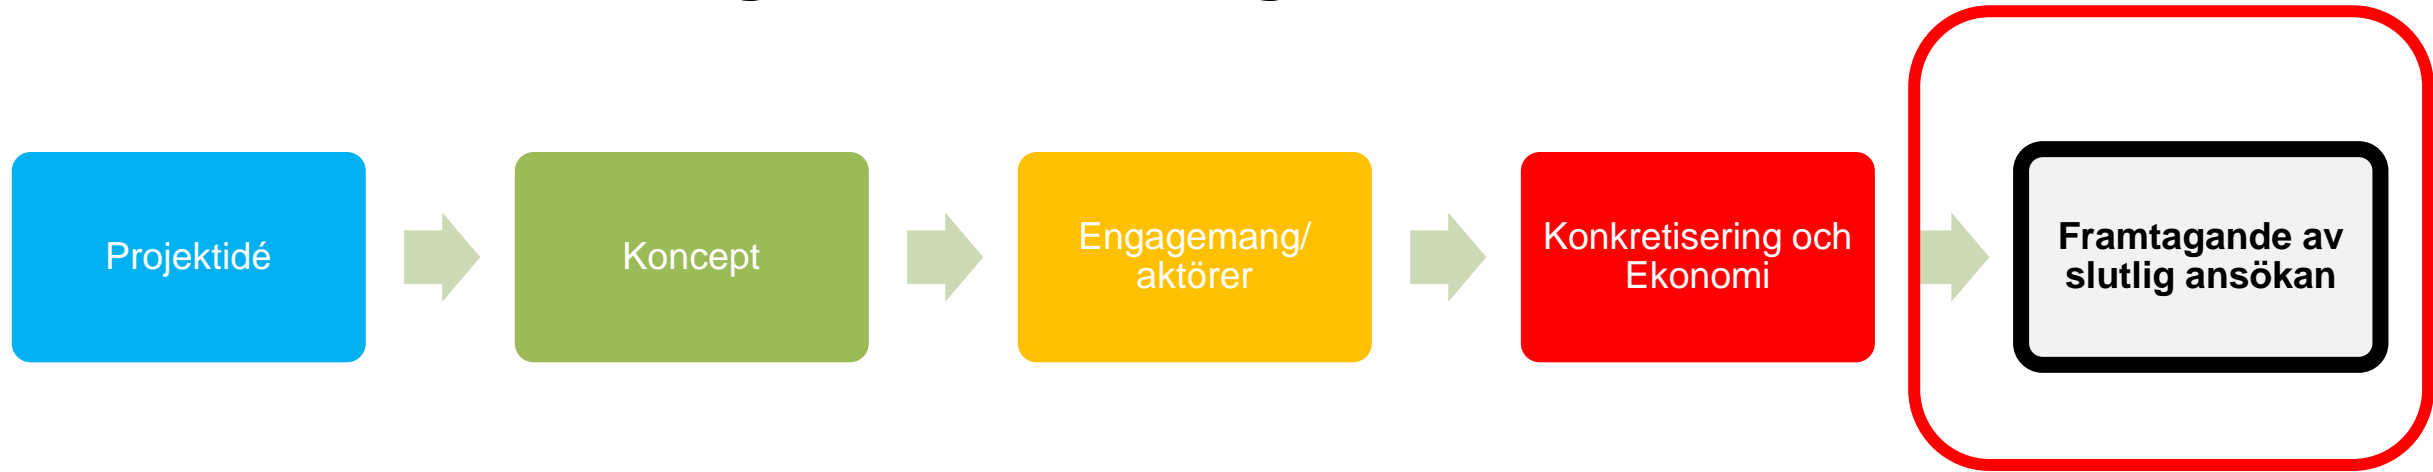 Projektidé
Koncept
Engagemang/
aktörer
Konkretisering och
Ekonomi
Framtagande av
slutlig ansökan